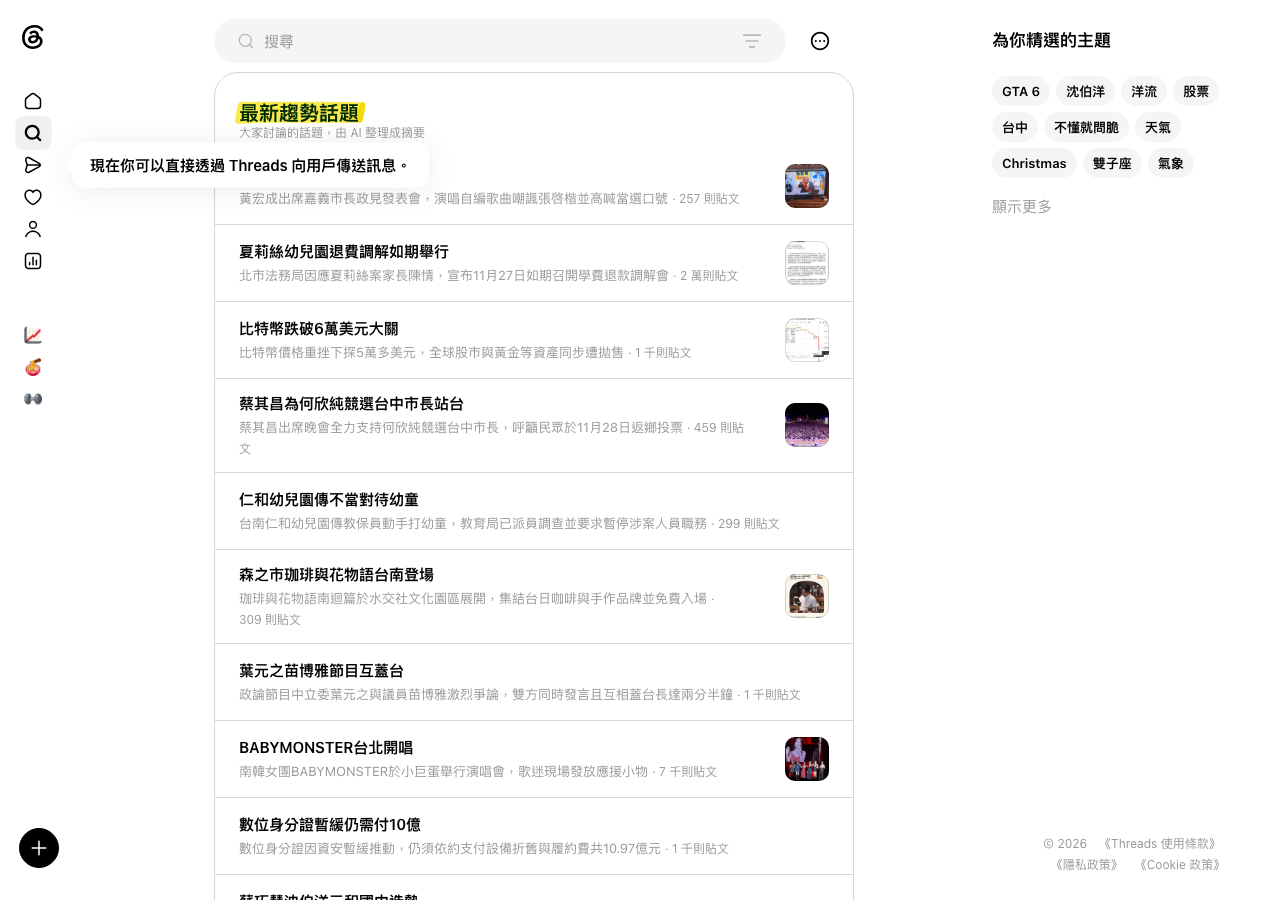 搜尋
最新趨勢話題
大家討論的話題，由 AI 整理成摘要
現在你可以直接透過 Threads 向用戶傳送訊息。
黃宏成出席嘉義市長政見發表會，演唱自編歌曲嘲諷張啓楷並高喊當選口號 · 257 則貼文
夏莉絲幼兒園退費調解如期舉行
北市法務局因應夏莉絲案家長陳情，宣布11月27日如期召開學費退款調解會 · 2 萬則貼文
比特幣跌破6萬美元大關
比特幣價格重挫下探5萬多美元，全球股市與黃金等資產同步遭拋售 · 1 千則貼文
蔡其昌為何欣純競選台中市長站台
蔡其昌出席晚會全力支持何欣純競選台中市長，呼籲民眾於11月28日返鄉投票 · 459 則貼
文
仁和幼兒園傳不當對待幼童
台南仁和幼兒園傳教保員動手打幼童，教育局已派員調查並要求暫停涉案人員職務 · 299 則貼文
森之市珈琲與花物語台南登場
珈琲與花物語南迴篇於水交社文化園區展開，集結台日咖啡與手作品牌並免費入場 ·
309 則貼文
葉元之苗博雅節目互蓋台
政論節目中立委葉元之與議員苗博雅激烈爭論，雙方同時發言且互相蓋台長達兩分半鐘 · 1 千則貼文
BABYMONSTER台北開唱
南韓女團BABYMONSTER於小巨蛋舉行演唱會，歌迷現場發放應援小物 · 7 千則貼文
數位身分證暫緩仍需付10億
數位身分證因資安暫緩推動，仍須依約支付設備折舊與履約費共10.97億元 · 1 千則貼文
為你精選的主題
GTA 6 沈伯洋 洋流 股票
台中 不懂就問脆 天氣
Christmas 雙子座 氣象
顯示更多
© 2026 《Threads 使用條款》
《隱私政策》 《Cookie 政策》